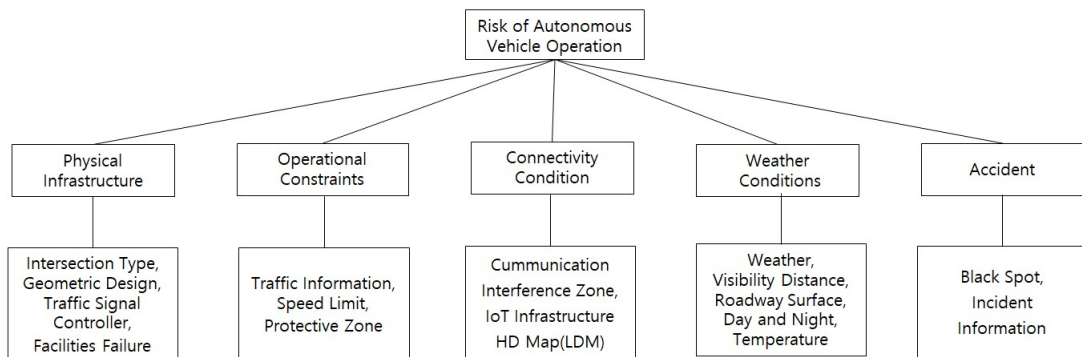 Risk of Autonomous
Vehicle Operation
Physical
Infrastructure
Operational
Constraints
Connectivity
Condition
Weather
Conditions
Accident
Intersection Type,
Geometric Design,
Traffic Signal
Controller,
Facilities Failure
Traffic Information,
Speed Limit,
Protective Zone
Cummunication
Interference Zone,
IoT Infrastructure
HD Map(LDM)
Weather,
Visibility Distance,
Roadway Surface,
Day and Night,
Temperature
Black Spot,
Incident
Information